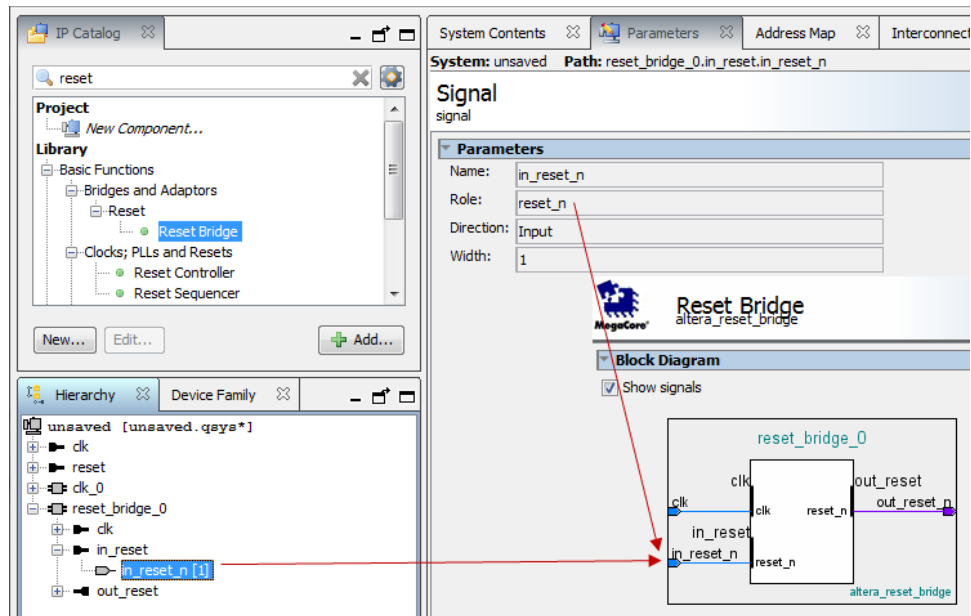 IP Catalog
reset
Project
New Component...
Library
Basic Functions
Bridges and Adaptors
Reset
Reset Bridge
Clocks; PLLs and Resets
Reset Controller
Reset Sequencer
New... Edit... Add...
Hierarchy Device Family
unsaved [unsaved.qsys*]
clk
reset
clk_0
reset_bridge_0
clk
in_reset
in_reset_n [1]
out_reset
System Contents Parameters Address Map Interconnect
System: unsaved Path: reset_bridge_0.in_reset.in_reset_n
Signal
signal
Parameters
Name: in_reset_n
Role: reset_n
Direction: Input
Width: 1
MegaCore®
Reset Bridge
altera_reset_bridge
Block Diagram
Show signals
reset_bridge_0
clk out_reset
clk out_reset_n
clk reset_n
in_reset
in_reset_n
reset_n
altera_reset_bridge